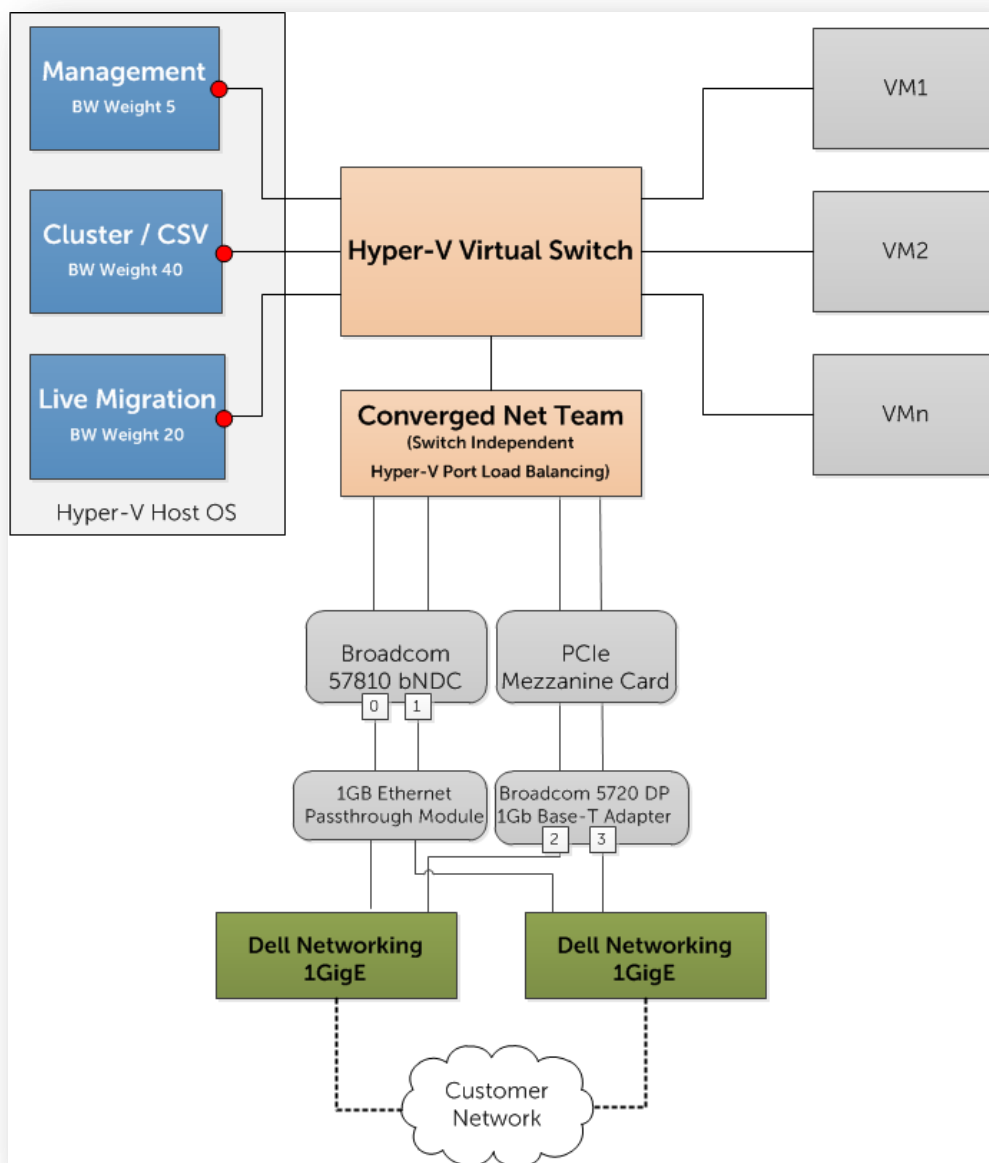 Management
BW Weight 5
Cluster / CSV
BW Weight 40
Live Migration
BW Weight 20
Hyper-V Host OS
Hyper-V Virtual Switch
VM1
VM2
VMn
Converged Net Team
(Switch Independent
Hyper-V Port Load Balancing)
Broadcom
57810 bNDC
0
1
PCIe
Mezzanine Card
1GB Ethernet
Passthrough Module
Broadcom 5720 DP
1Gb Base-T Adapter
2
3
Dell Networking
1GigE
Dell Networking
1GigE
Customer
Network